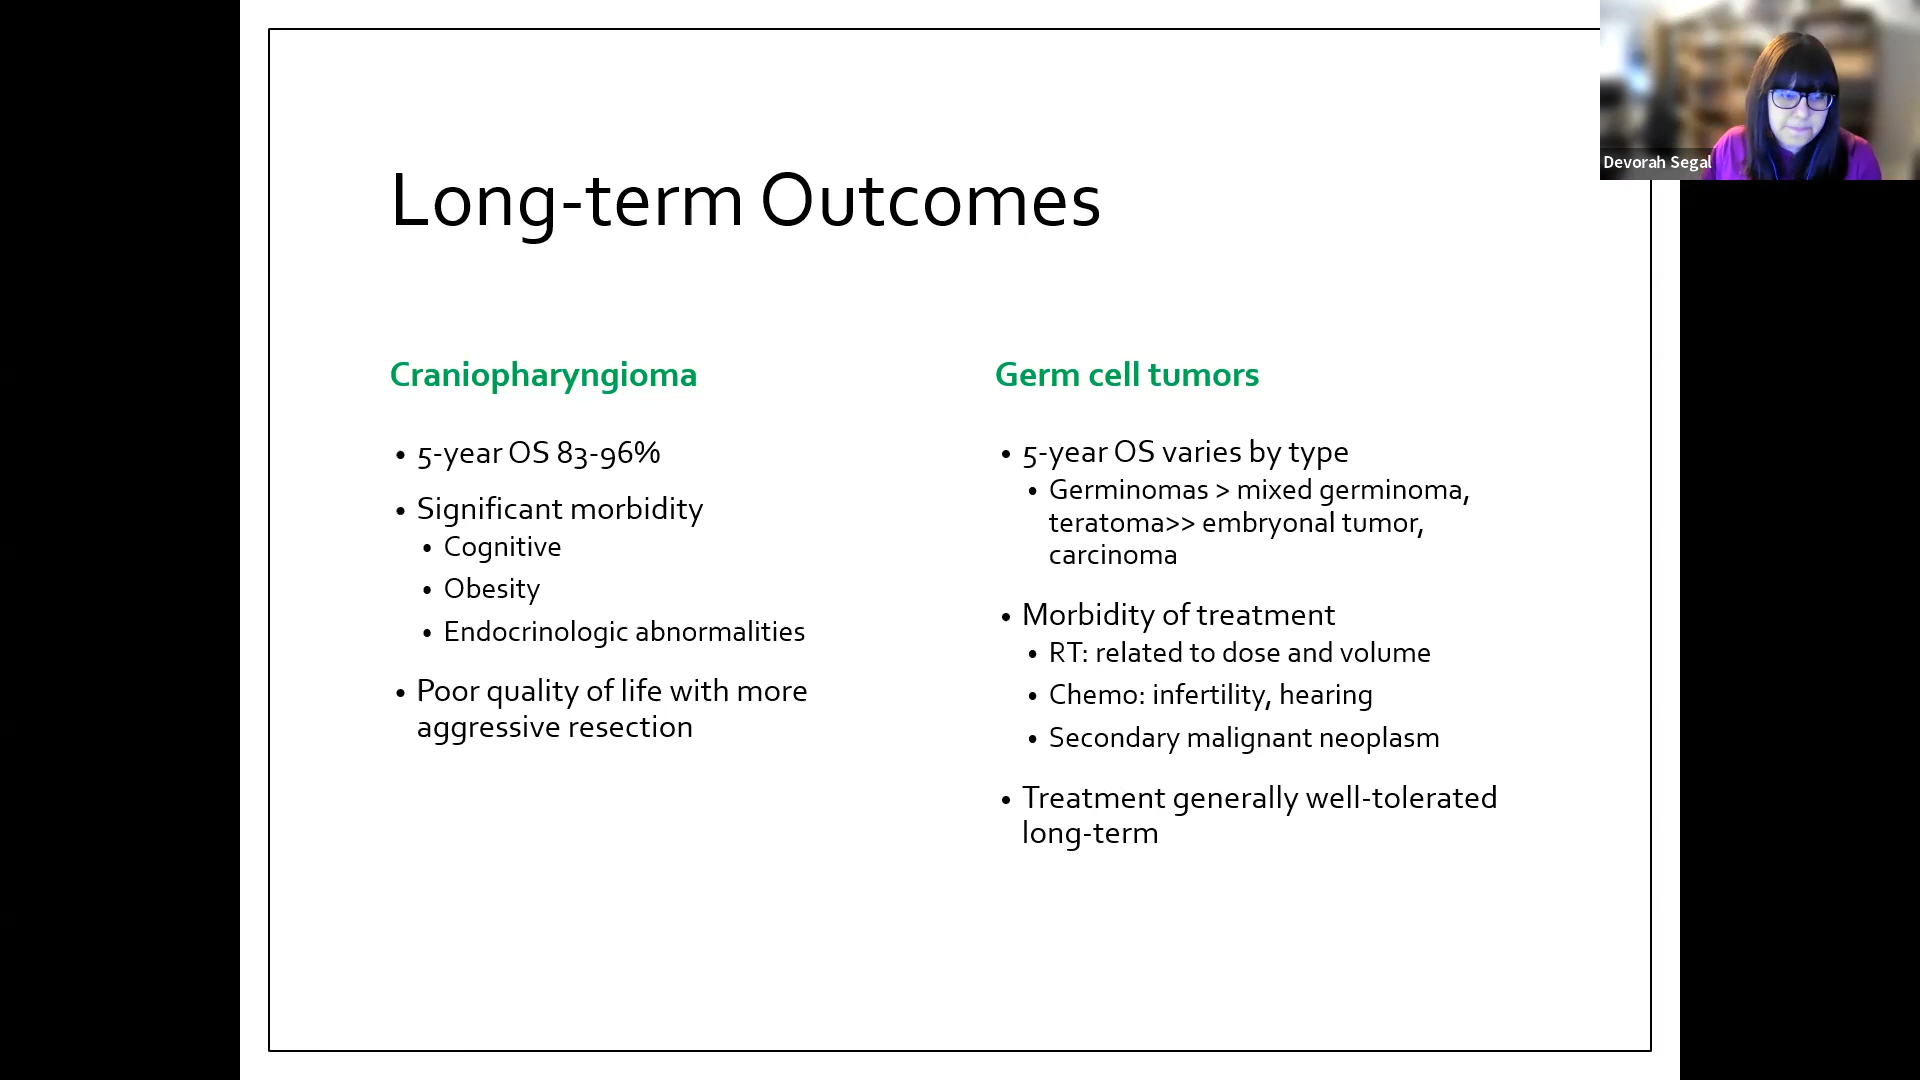 Devorah Segal
Long-term Outcomes
Craniopharyngioma
• 5-year OS 83-96%
• Significant morbidity
• Cognitive
• Obesity
• Endocrinologic abnormalities
• Poor quality of life with more
aggressive resection
Germ cell tumors
• 5-year OS varies by type
• Germinomas > mixed germinoma,
teratoma>> embryonal tumor,
carcinoma
• Morbidity of treatment
• RT: related to dose and volume
• Chemo: infertility, hearing
• Secondary malignant neoplasm
• Treatment generally well-tolerated
long-term